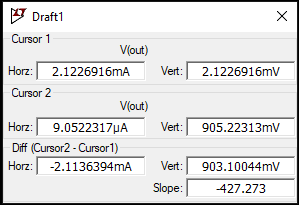 Draft1
Cursor 1
V(out)
Horz: 2.1226916mA Vert: 2.1226916mV
Cursor 2
V(out)
Horz: 9.0522317µA Vert: 905.22313mV
Diff (Cursor2 - Cursor1)
Horz: -2.1136394mA Vert: 903.10044mV
Slope: -427.273